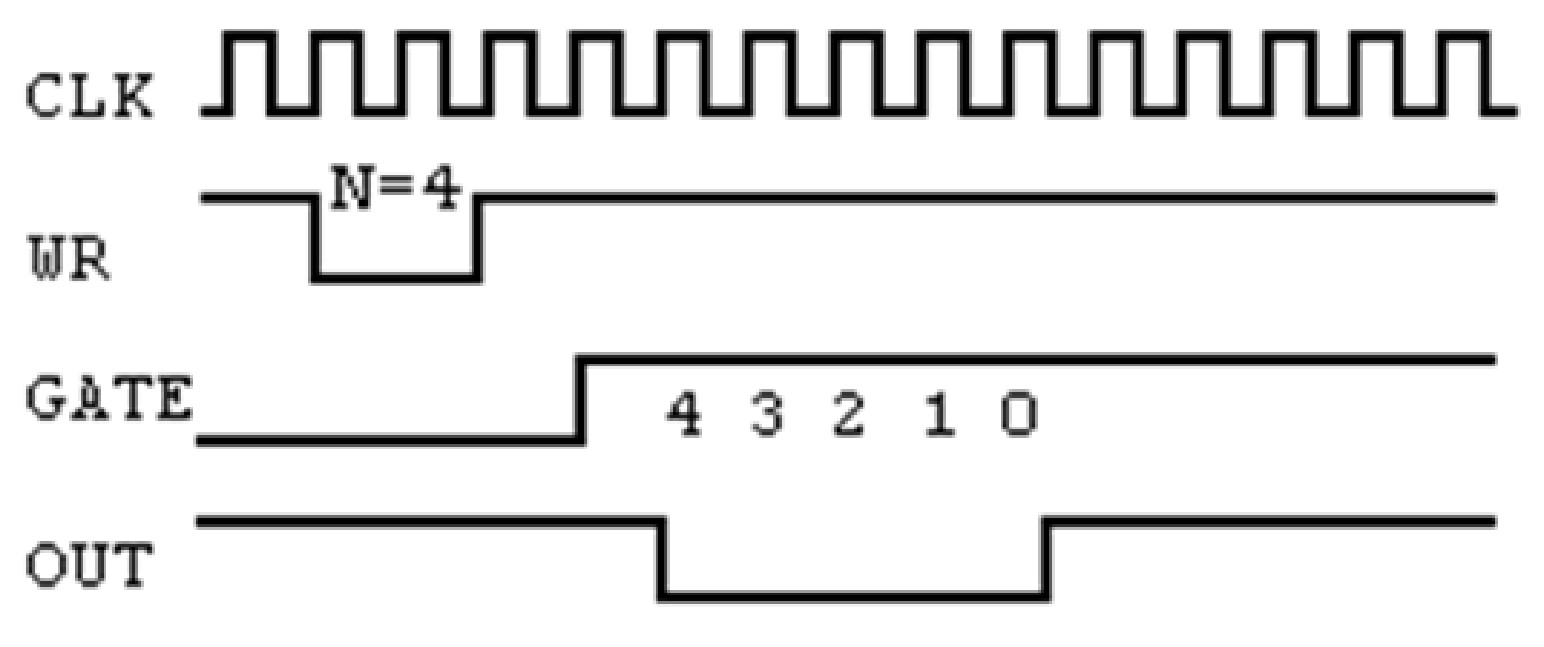 CLK
N=4
WR
GATE
4 3 2 1 0
OUT